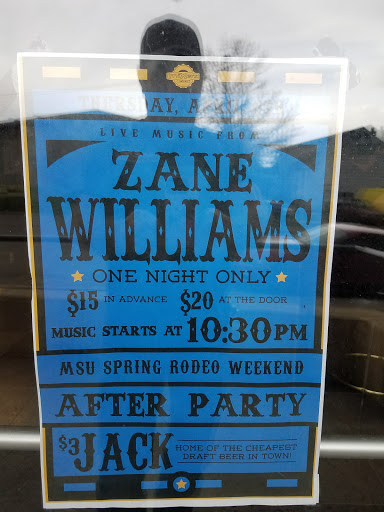 THURSDAY, A
LIVE MUSIC FROM
ZANE
WILLIAMS
ONE NIGHT ONLY
$15 IN ADVANCE $20 AT THE DOOR
MUSIC STARTS AT 10:30PM
MSU SPRING RODEO WEEKEND
AFTER PARTY
$3 JACK HOME OF THE CHEAPEST
DRAFT BEER IN TOWN!